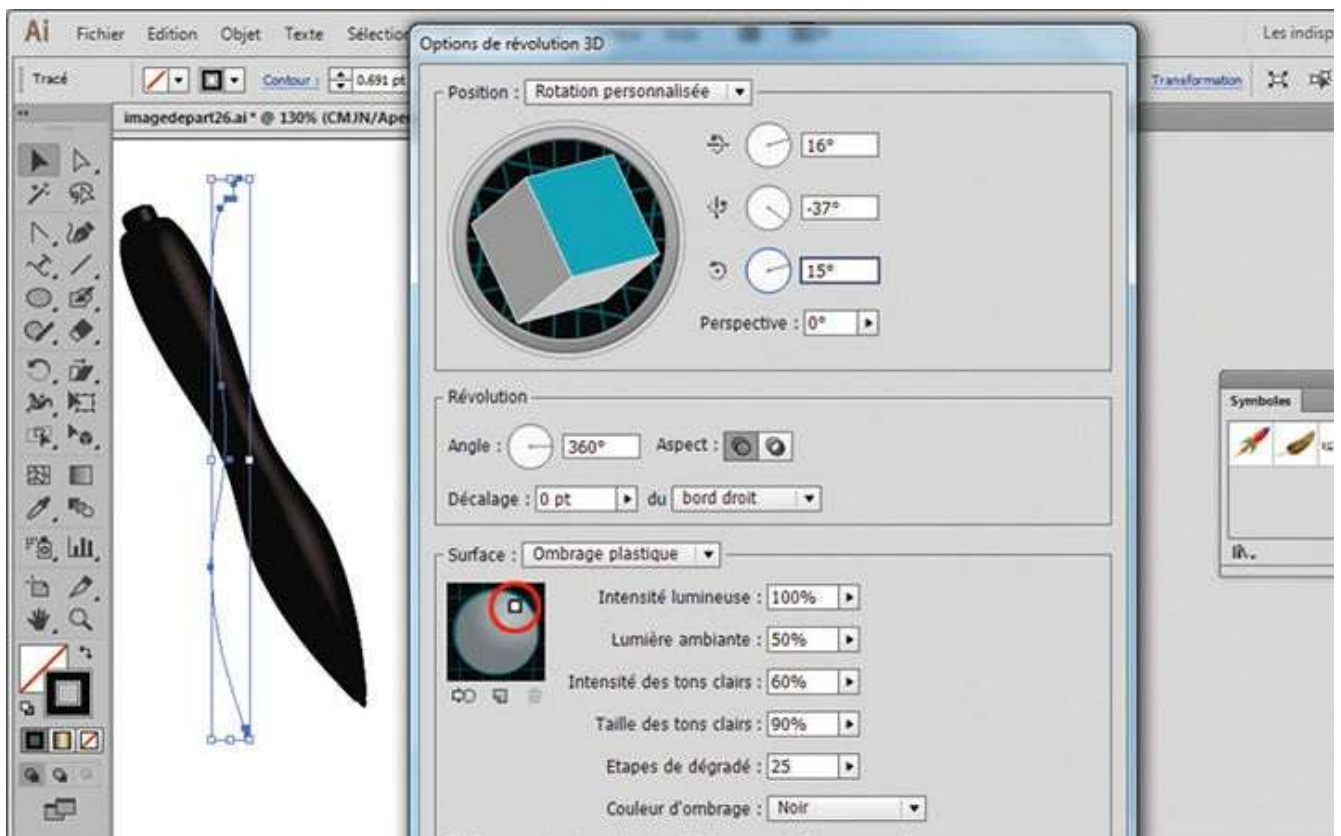 Ai Fichier Edition Objet Texte Sélection
Les indisp
Options de révolution 3D
Tracé Contour : 0.691 pt
Transformation
imagedepart26.ai* @ 130% (CMJN/Aper
Position : Rotation personnalisée
16°
-37°
15°
Perspective : 0°
Révolution
Angle : 360° Aspect :
Décalage : 0 pt du bord droit
Symboles
Surface : Ombrage plastique
Intensité lumineuse : 100%
Lumière ambiante : 50%
Intensité des tons clairs : 60%
Taille des tons clairs : 90%
Etapes de dégradé : 25
Couleur d'ombrage : Noir